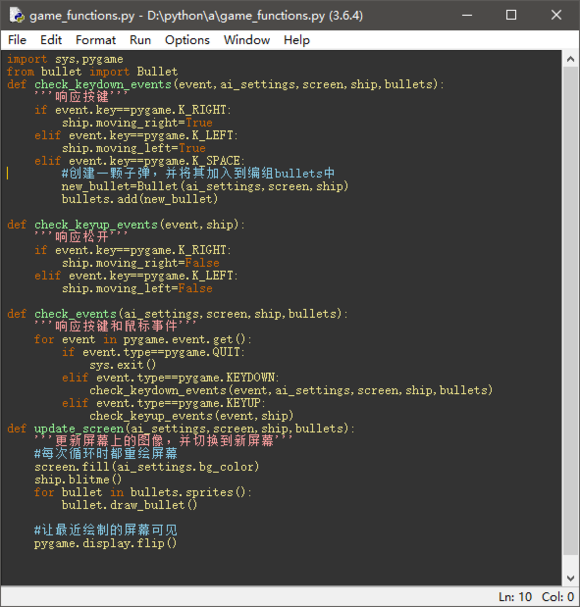 game_functions.py - D:\python\a\game_functions.py (3.6.4)
File Edit Format Run Options Window Help
import sys,pygame
from bullet import Bullet
def check_keydown_events(event,ai_settings,screen,ship,bullets):
    '''响应按键'''
    if event.key==pygame.K_RIGHT:
        ship.moving_right=True
    elif event.key==pygame.K_LEFT:
        ship.moving_left=True
    elif event.key==pygame.K_SPACE:
        #创建一颗子弹，并将其加入到编组bullets中
        new_bullet=Bullet(ai_settings,screen,ship)
        bullets.add(new_bullet)

def check_keyup_events(event,ship):
    '''响应松开'''
    if event.key==pygame.K_RIGHT:
        ship.moving_right=False
    elif event.key==pygame.K_LEFT:
        ship.moving_left=False

def check_events(ai_settings,screen,ship,bullets):
    '''响应按键和鼠标事件'''
    for event in pygame.event.get():
        if event.type==pygame.QUIT:
            sys.exit()
        elif event.type==pygame.KEYDOWN:
            check_keydown_events(event,ai_settings,screen,ship,bullets)
        elif event.type==pygame.KEYUP:
            check_keyup_events(event,ship)
def update_screen(ai_settings,screen,ship,bullets):
    '''更新屏幕上的图像，并切换到新屏幕'''
    #每次循环时都重绘屏幕
    screen.fill(ai_settings.bg_color)
    ship.blitme()
    for bullet in bullets.sprites():
        bullet.draw_bullet()

    #让最近绘制的屏幕可见
    pygame.display.flip()
Ln: 10 Col: 0